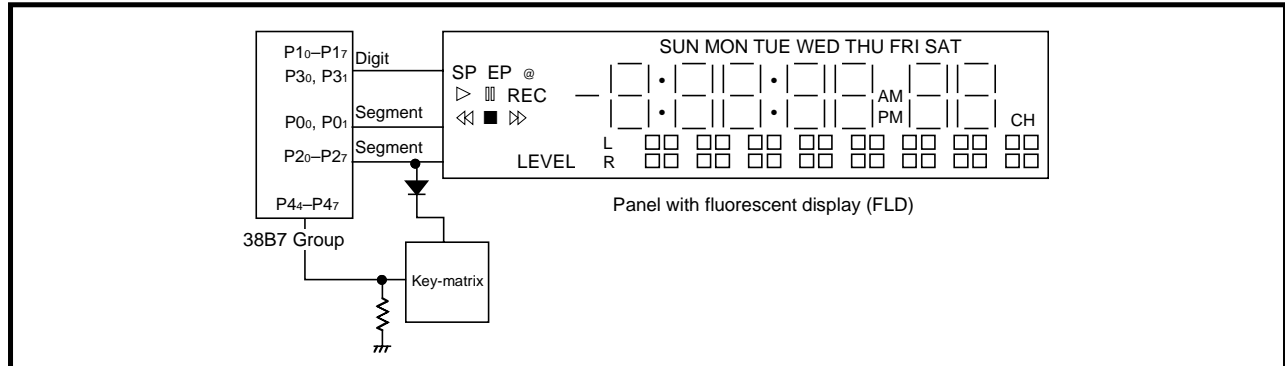 P10–P17
P30, P31
Digit
P00, P01
Segment
P20–P27
Segment
P44–P47
38B7 Group
Key-matrix
SUN MON TUE WED THU FRI SAT
SP EP @
REC
AM
PM
CH
L
LEVEL R
Panel with fluorescent display (FLD)